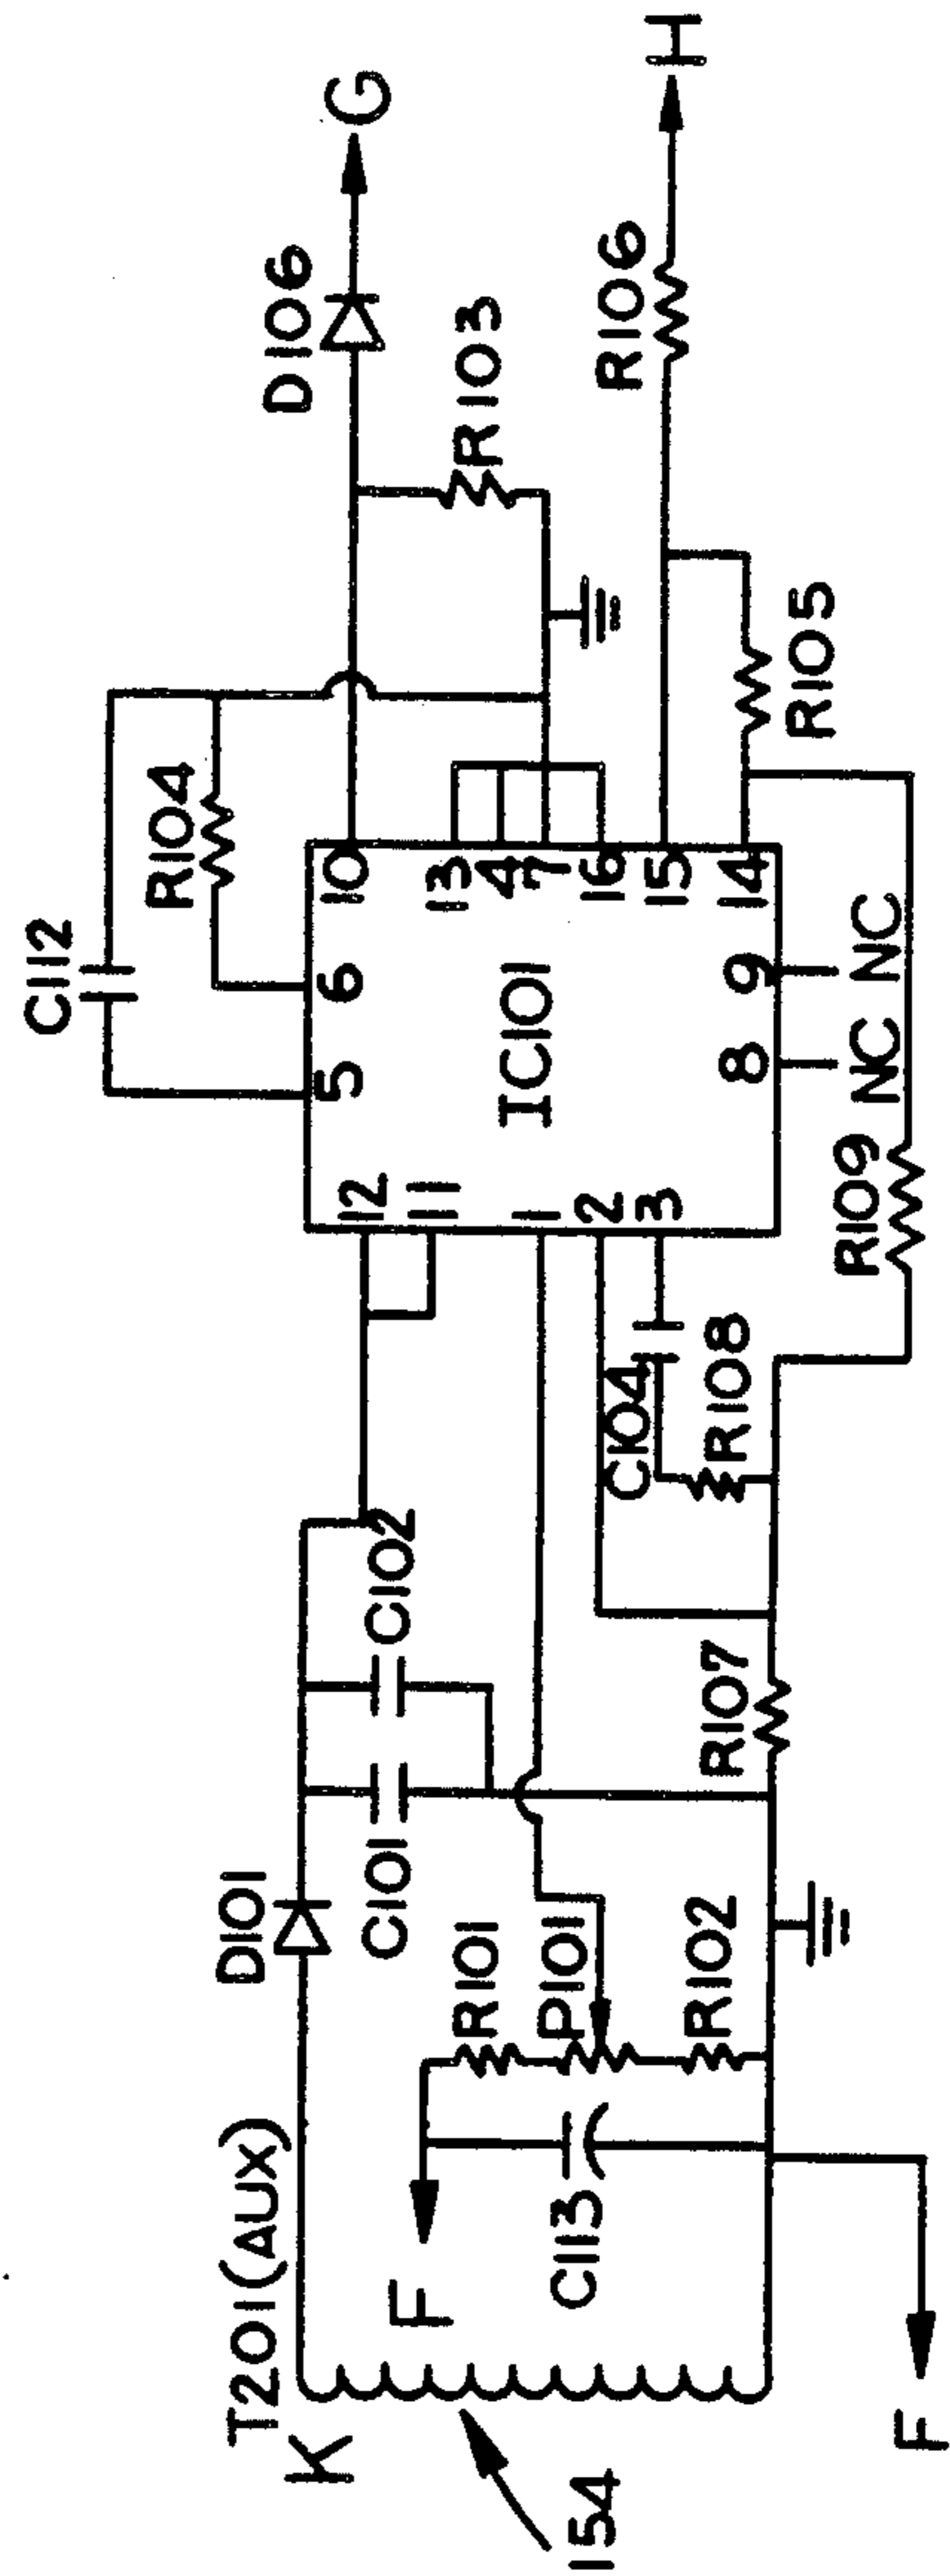 T201(AUX)
K
154
F
F
D101
C101
C102
R101
P101
R102
C113
R107
C104
R108
R109
C112
R104
IC101
12
11
1
2
3
5
6
10
13
4
7
16
15
14
8
9
NC
NC
D106
G
R103
R106
H
R105